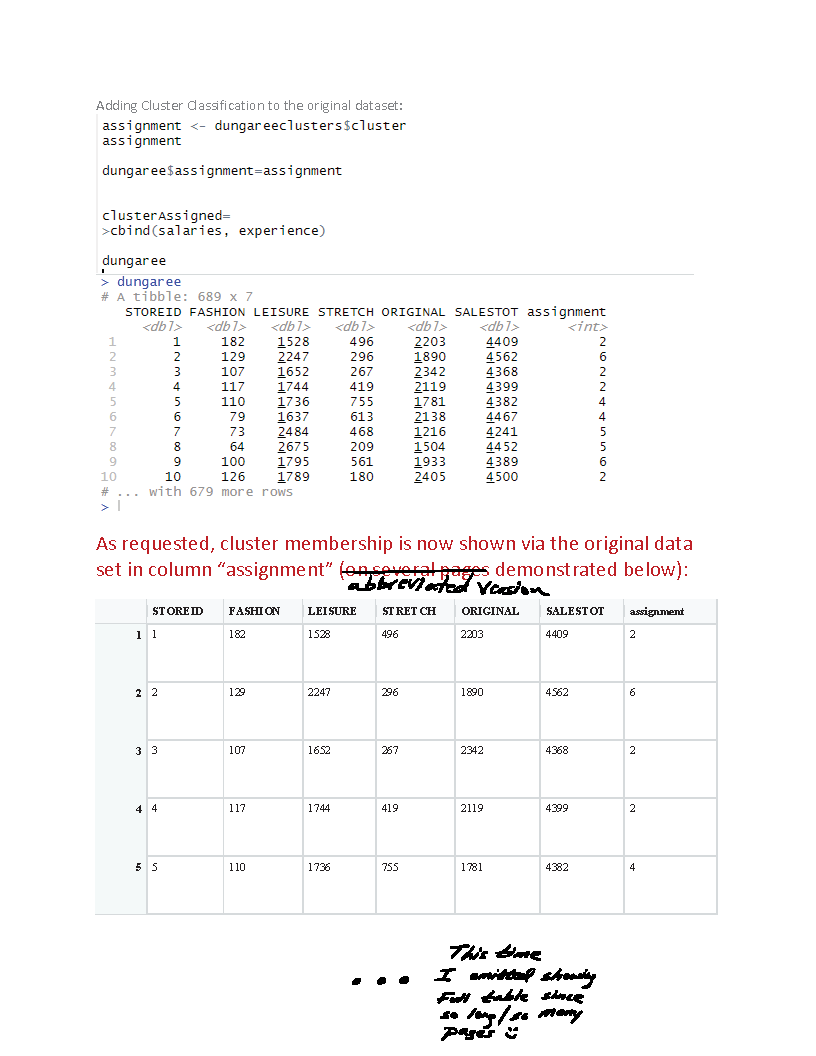 Adding Cluster Classification to the original dataset:
assignment <- dungareeclusters$cluster
assignment
dungaree$assignment=assignment
clusterAssigned=
>cbind(salaries, experience)
dungaree
> dungaree
# A tibble: 689 x 7
STOREID FASHION LEISURE STRETCH ORIGINAL SALESTOT assignment
<dbl> <dbl> <dbl> <dbl> <dbl> <dbl> <int>
1 1 182 1528 496 2203 4409 2
2 2 129 2247 296 1890 4562 6
3 3 107 1652 267 2342 4368 2
4 4 117 1744 419 2119 4399 2
5 5 110 1736 755 1781 4382 4
6 6 79 1637 613 2138 4467 4
7 7 73 2484 468 1216 4241 5
8 8 64 2675 209 1504 4452 5
9 9 100 1795 561 1933 4389 6
10 10 126 1789 180 2405 4500 2
# ... with 679 more rows
>
As requested, cluster membership is now shown via the original data
set in column “assignment” (on several pages demonstrated below):
abbreviated version
STOREID FASHION LEISURE STRETCH ORIGINAL SALESTOT assignment
1 1 182 1528 496 2203 4409 2
2 2 129 2247 296 1890 4562 6
3 3 107 1652 267 2342 4368 2
4 4 117 1744 419 2119 4399 2
5 5 110 1736 755 1781 4382 4
This time
... I omitted showing
Full table since
so long/so many
pages